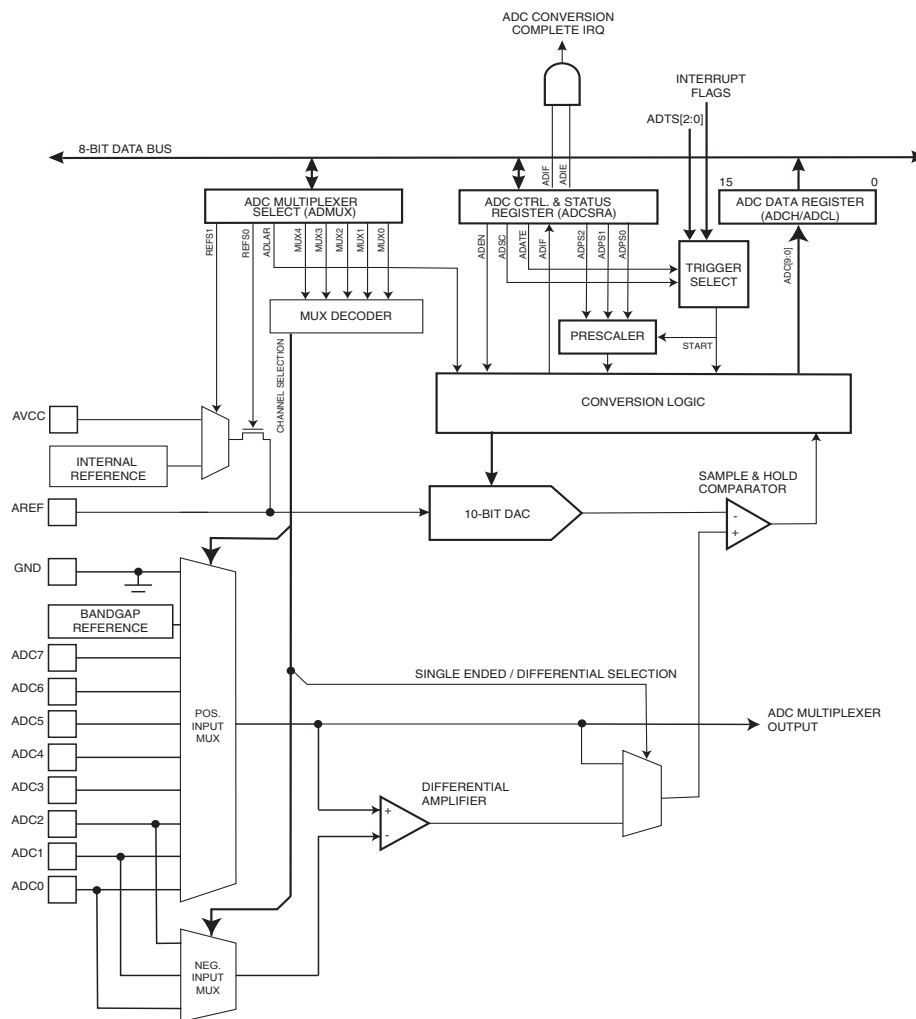 ADC CONVERSION
COMPLETE IRQ
INTERRUPT
FLAGS
ADTS[2:0]
8-BIT DATA BUS
ADIF
ADIE
15
0
ADC MULTIPLEXER
SELECT (ADMUX)
ADC CTRL. & STATUS
REGISTER (ADCSRA)
ADC DATA REGISTER
(ADCH/ADCL)
REFS1
REFS0
ADLAR
MUX4
MUX3
MUX2
MUX1
MUX0
ADEN
ADSC
ADATE
ADIF
ADPS2
ADPS1
ADPS0
ADC[9:0]
TRIGGER
SELECT
MUX DECODER
PRESCALER
START
CHANNEL SELECTION
CONVERSION LOGIC
AVCC
INTERNAL
REFERENCE
SAMPLE & HOLD
COMPARATOR
AREF
10-BIT DAC
-
+
GND
BANDGAP
REFERENCE
ADC7
SINGLE ENDED / DIFFERENTIAL SELECTION
ADC6
ADC5
POS.
INPUT
MUX
ADC MULTIPLEXER
OUTPUT
ADC4
ADC3
DIFFERENTIAL
AMPLIFIER
+
-
ADC2
ADC1
ADC0
NEG.
INPUT
MUX